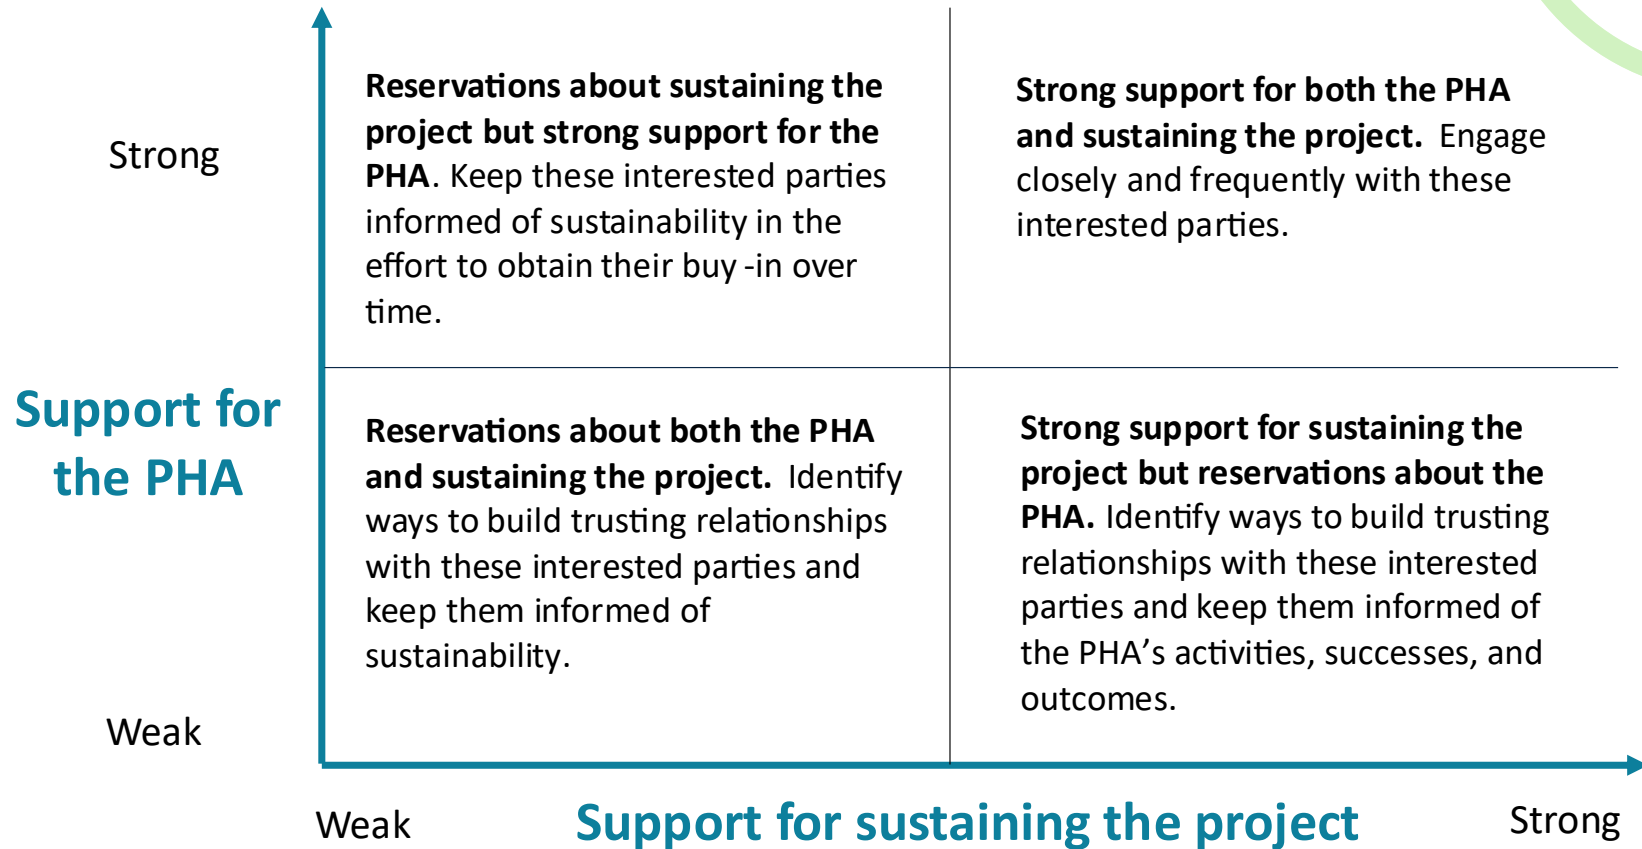 Strong
Reservations about sustaining the
project but strong support for the
PHA. Keep these interested parties
informed of sustainability in the
effort to obtain their buy -in over
time.
Strong support for both the PHA
and sustaining the project. Engage
closely and frequently with these
interested parties.
Support for
the PHA
Reservations about both the PHA
and sustaining the project. Identify
ways to build trusting relationships
with these interested parties and
keep them informed of
sustainability.
Strong support for sustaining the
project but reservations about the
PHA. Identify ways to build trusting
relationships with these interested
parties and keep them informed of
the PHA’s activities, successes, and
outcomes.
Weak
Weak
Support for sustaining the project
Strong